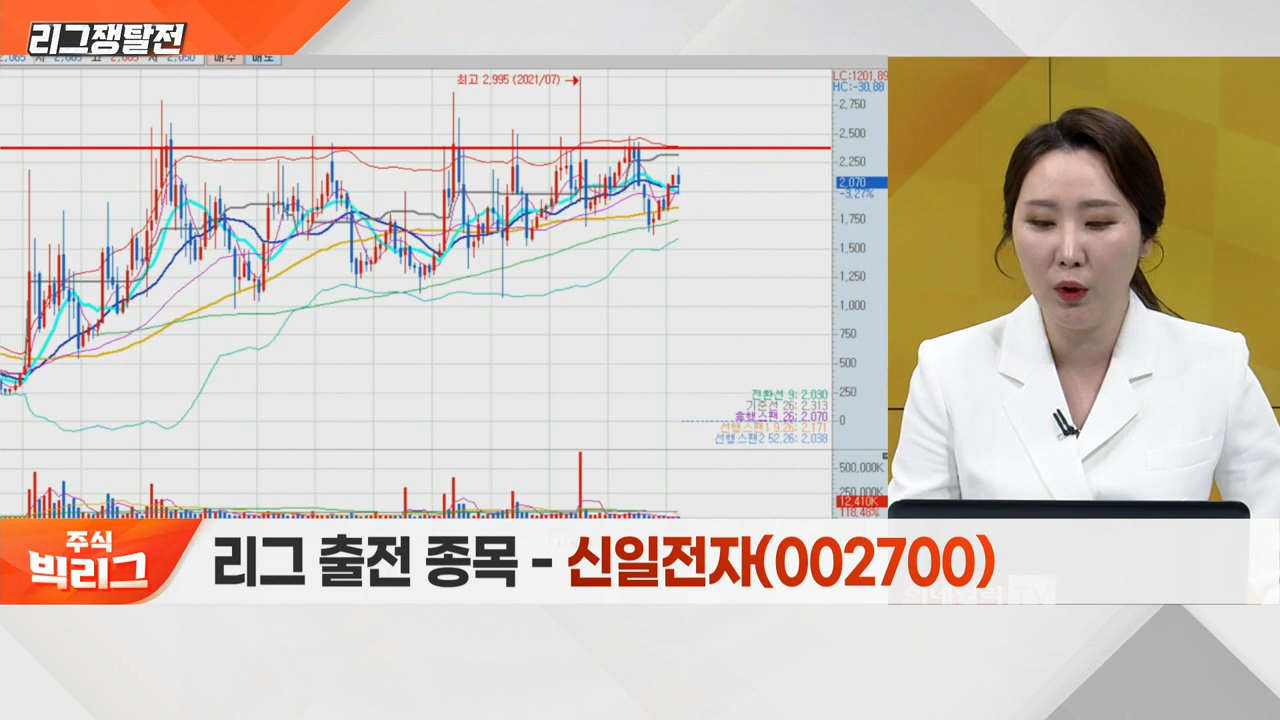 리그쟁탈전
매수 매도
최고 2,995 (2021/07)
LC:1201,89
HC:-30,88
2,750
2,500
2,250
2,070
-3,27%
1,750
1,500
1,250
1,000
750
500
250
0
전환선 9: 2,030
기준선 26: 2,313
후행스팬 26: 2,070
선행스팬1 9,26: 2,171
선행스팬2 52,26: 2,038
500,000K
250,000K
12,410K
118,48%
주식
빅리그
리그 출전 종목 - 신일전자(002700)